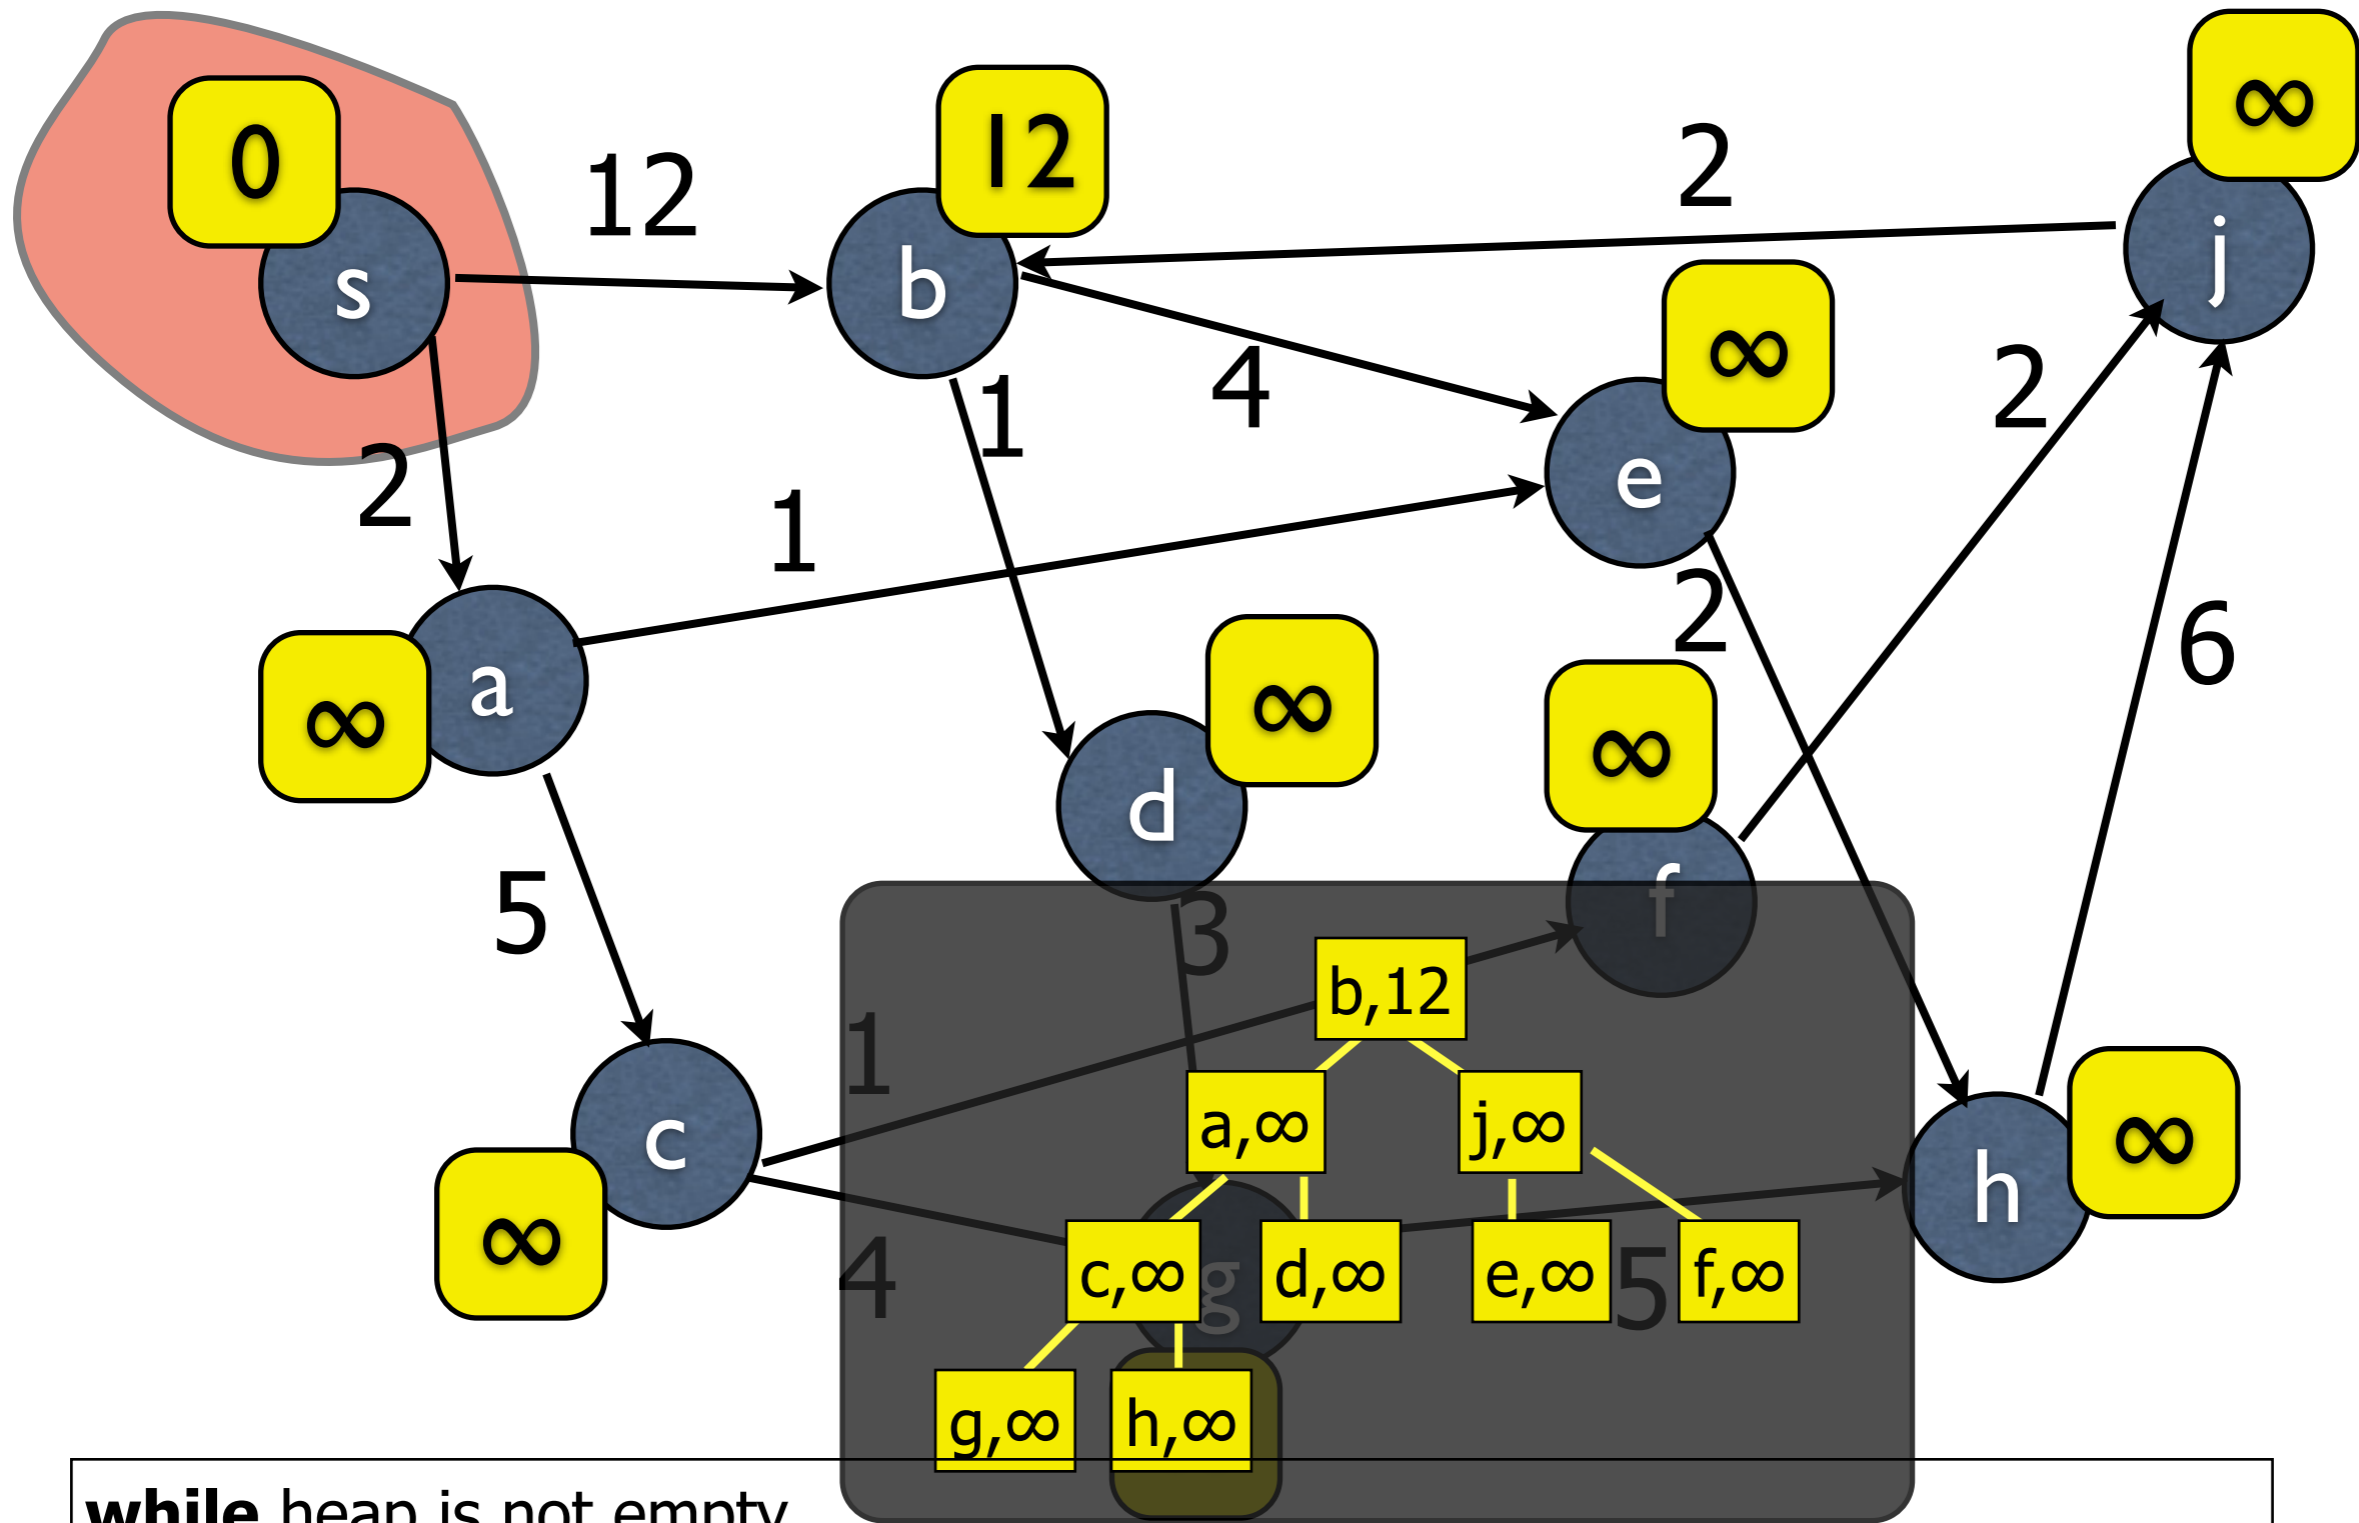 ∞
0
12
12
2
s
b
j
∞
4
1
2
e
2
1
2
6
a
∞
∞
∞
d
5
f
3
b,12
1
a,∞
j,∞
c
h
∞
∞
4
c,∞
g
d,∞
e,∞
5
f,∞
g,∞
h,∞
while heap is not empty